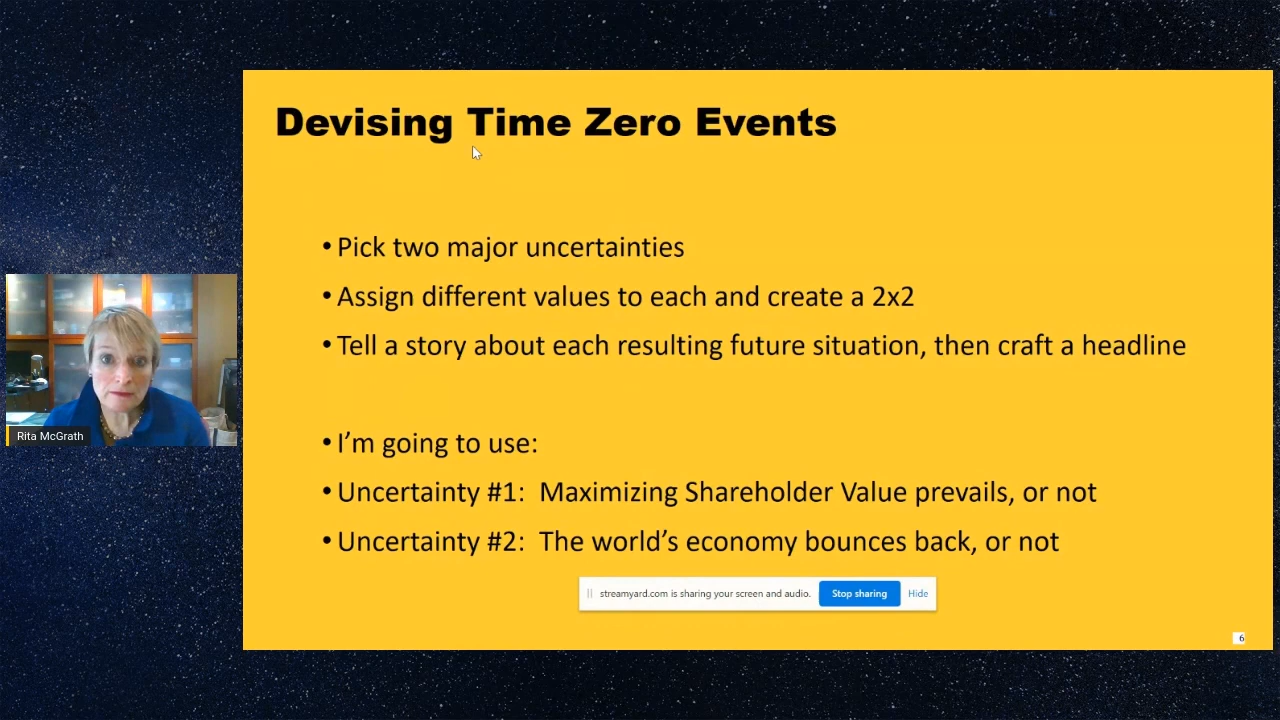 Devising Time Zero Events
• Pick two major uncertainties
• Assign different values to each and create a 2x2
• Tell a story about each resulting future situation, then craft a headline
• I’m going to use:
• Uncertainty #1:  Maximizing Shareholder Value prevails, or not
• Uncertainty #2:  The world’s economy bounces back, or not
Rita McGrath
streamyard.com is sharing your screen and audio. Stop sharing Hide
6